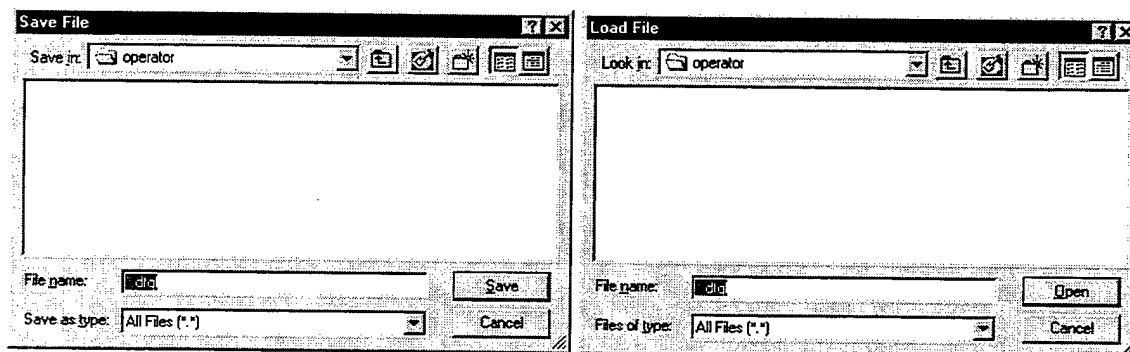 Save File
Save in: operator
File name:
Save
Save as type: All Files (*.*)
Cancel
Load File
Look in: operator
File name:
Open
Files of type: All Files (*.*)
Cancel